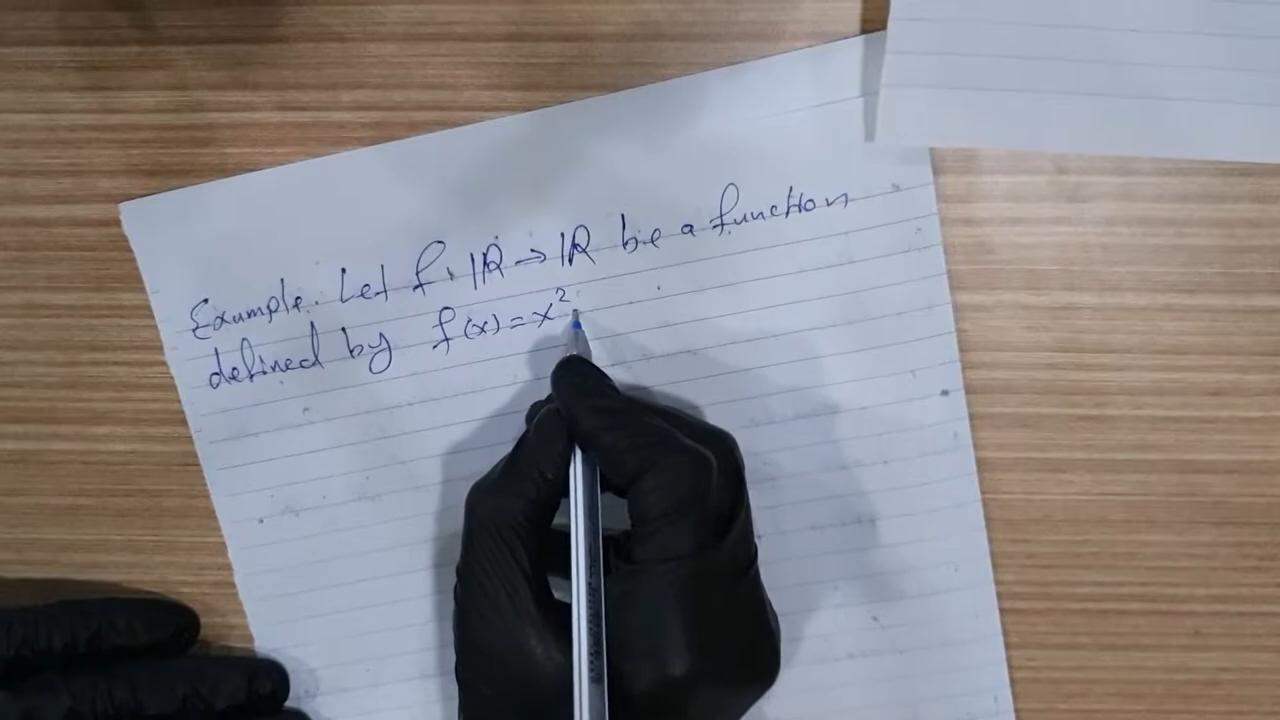 Example. Let f: ℝ → ℝ be a function
defined by f(x) = x²